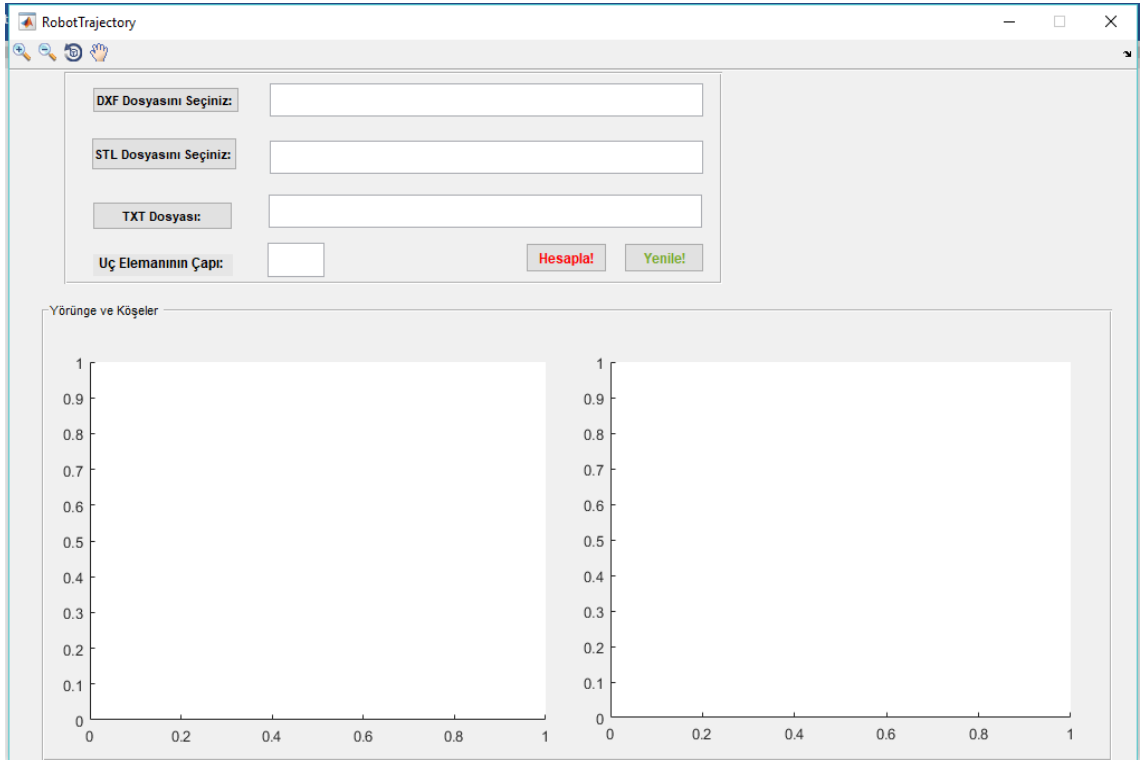 RobotTrajectory
DXF Dosyasını Seçiniz:
STL Dosyasını Seçiniz:
TXT Dosyası:
Uç Elemanının Çapı:
Hesapla!
Yenile!
Yörünge ve Köşeler
1
0.9
0.8
0.7
0.6
0.5
0.4
0.3
0.2
0.1
0
0 0.2 0.4 0.6 0.8 1
1
0.9
0.8
0.7
0.6
0.5
0.4
0.3
0.2
0.1
0
0 0.2 0.4 0.6 0.8 1